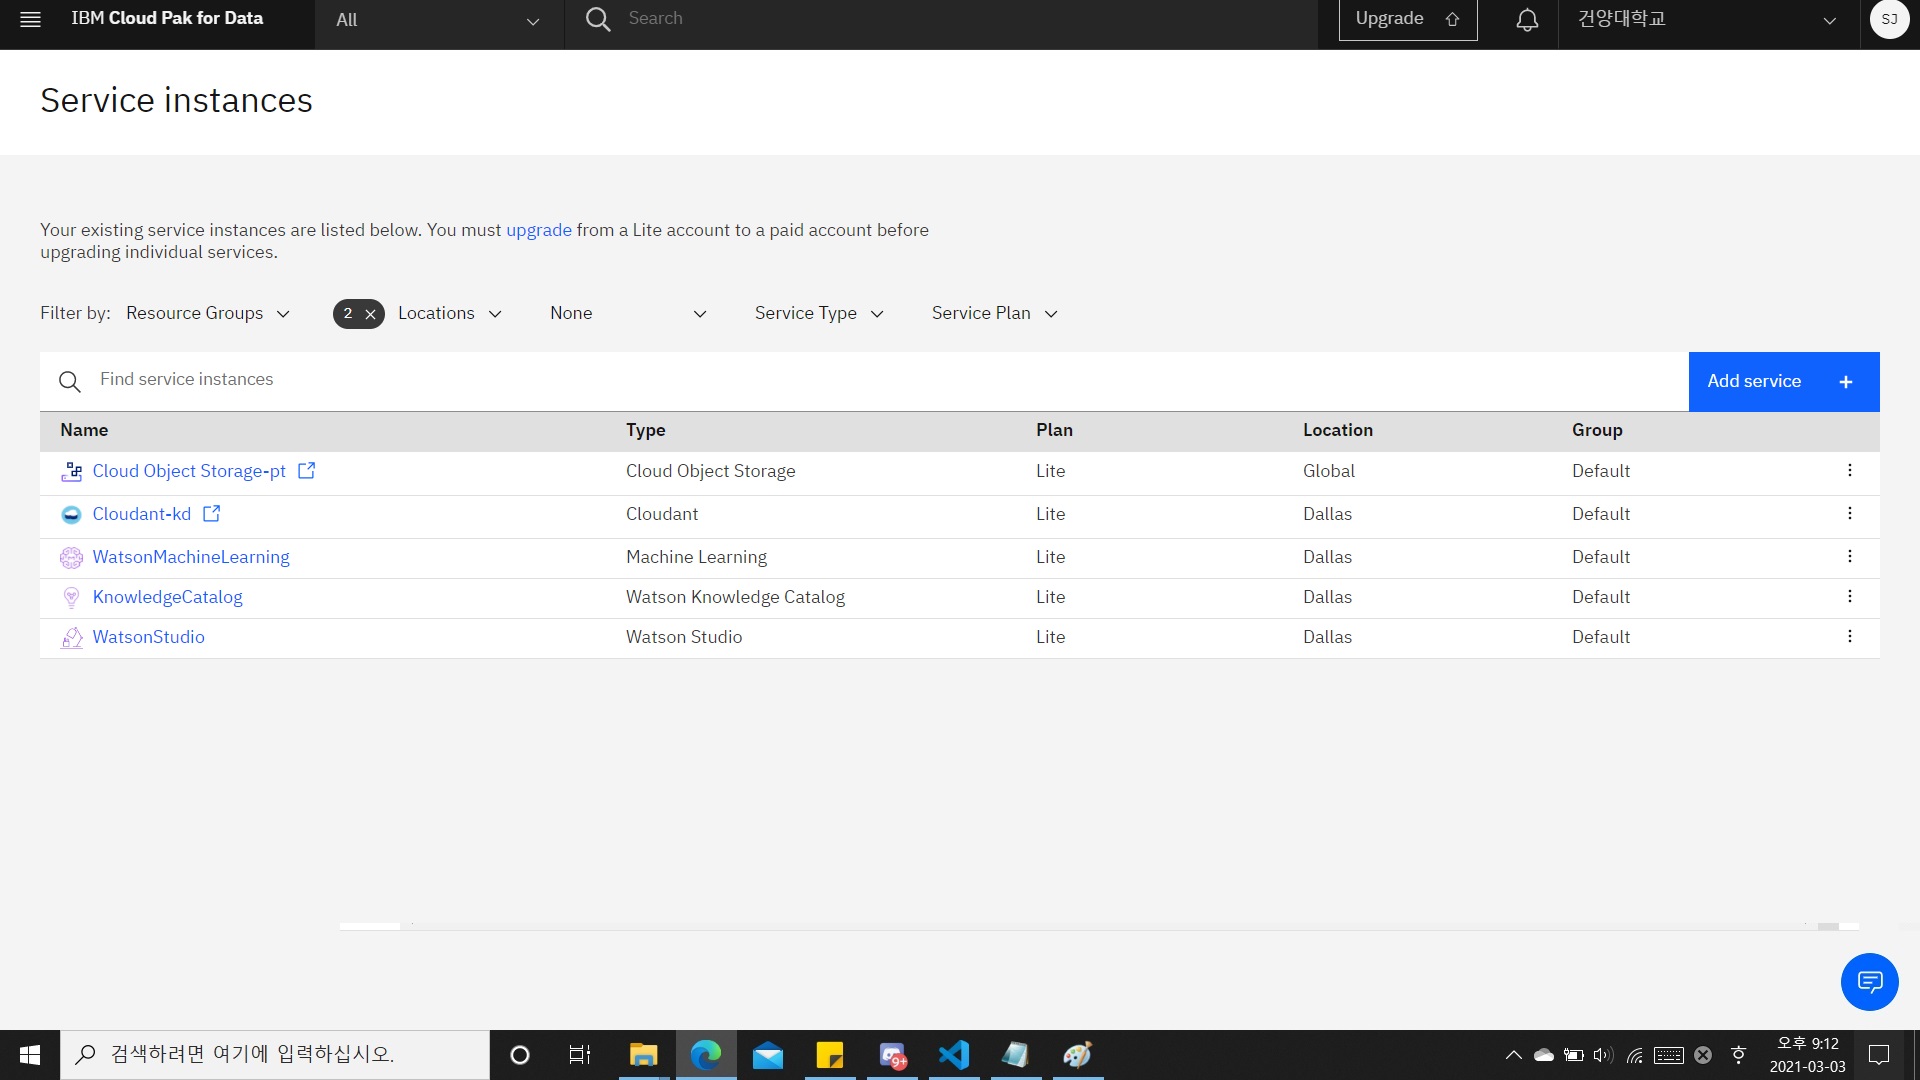 IBM Cloud Pak for Data
All
Search
Upgrade
건양대학교
SJ
Service instances
Your existing service instances are listed below. You must upgrade from a Lite account to a paid account before
upgrading individual services.
Filter by: Resource Groups 2 Locations None Service Type Service Plan
Find service instances
Add service +
Name Type Plan Location Group
Cloud Object Storage-pt Cloud Object Storage Lite Global Default
Cloudant-kd Cloudant Lite Dallas Default
WatsonMachineLearning Machine Learning Lite Dallas Default
KnowledgeCatalog Watson Knowledge Catalog Lite Dallas Default
WatsonStudio Watson Studio Lite Dallas Default
검색하려면 여기에 입력하십시오.
9+
오후 9:12
2021-03-03